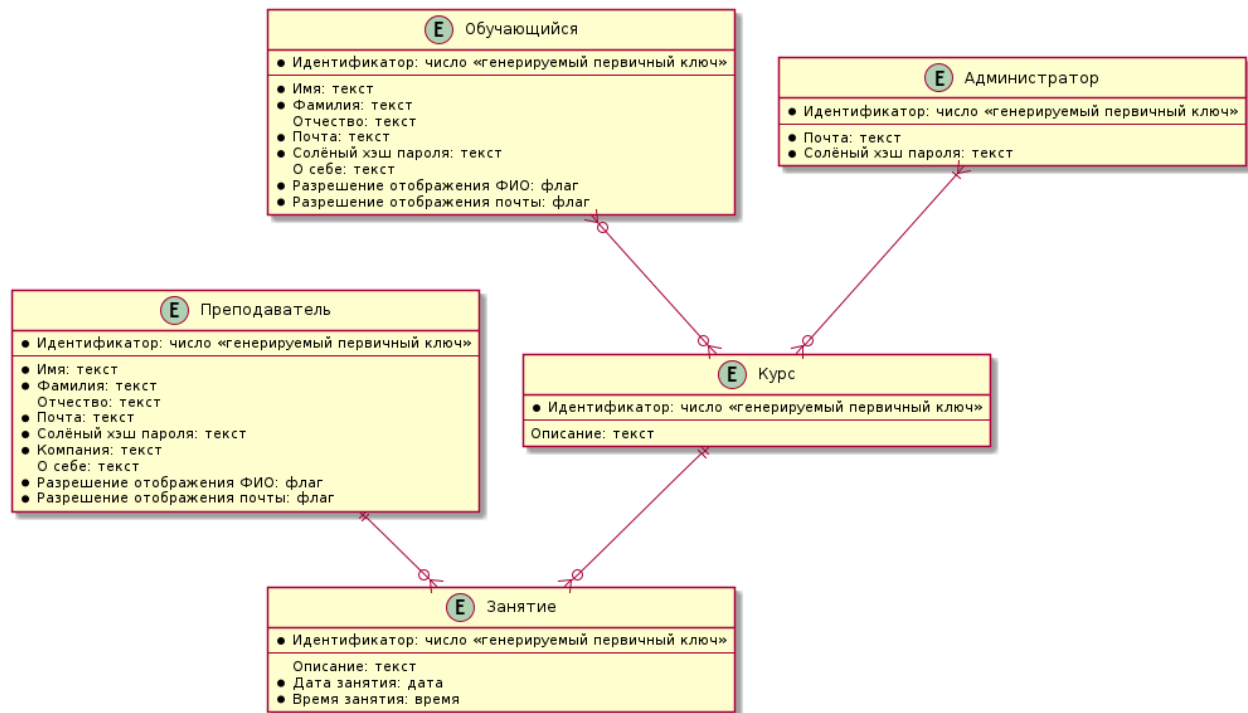 E Обучающийся
Идентификатор: число «генерируемый первичный ключ»
Имя: текст
Фамилия: текст
Отчество: текст
Почта: текст
Солёный хэш пароля: текст
О себе: текст
Разрешение отображения ФИО: флаг
Разрешение отображения почты: флаг
E Администратор
Идентификатор: число «генерируемый первичный ключ»
Почта: текст
Солёный хэш пароля: текст
E Преподаватель
Идентификатор: число «генерируемый первичный ключ»
Имя: текст
Фамилия: текст
Отчество: текст
Почта: текст
Солёный хэш пароля: текст
Компания: текст
О себе: текст
Разрешение отображения ФИО: флаг
Разрешение отображения почты: флаг
E Курс
Идентификатор: число «генерируемый первичный ключ»
Описание: текст
E Занятие
Идентификатор: число «генерируемый первичный ключ»
Описание: текст
Дата занятия: дата
Время занятия: время